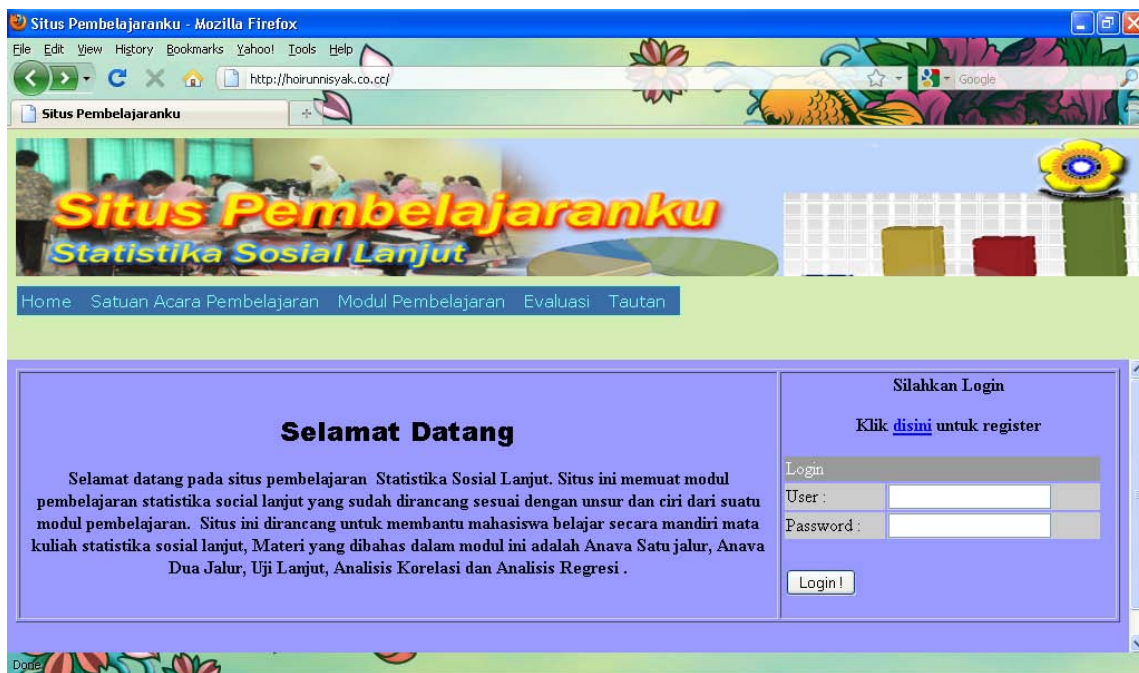 Situs Pembelajaranku - Mozilla Firefox
File Edit View History Bookmarks Yahoo! Tools Help
http://hoirunnisyak.co.cc/
Google
Situs Pembelajaranku
Situs Pembelajaranku
Statistika Sosial Lanjut
Home Satuan Acara Pembelajaran Modul Pembelajaran Evaluasi Tautan
Selamat Datang
Selamat datang pada situs pembelajaran Statistika Sosial Lanjut. Situs ini memuat modul
pembelajaran statistika social lanjut yang sudah dirancang sesuai dengan unsur dan ciri dari suatu
modul pembelajaran. Situs ini dirancang untuk membantu mahasiswa belajar secara mandiri mata
kuliah statistika sosial lanjut, Materi yang dibahas dalam modul ini adalah Anava Satu jalur, Anava
Dua Jalur, Uji Lanjut, Analisis Korelasi dan Analisis Regresi .
Silahkan Login
Klik disini untuk register
Login
User :
Password :
Login !
Done